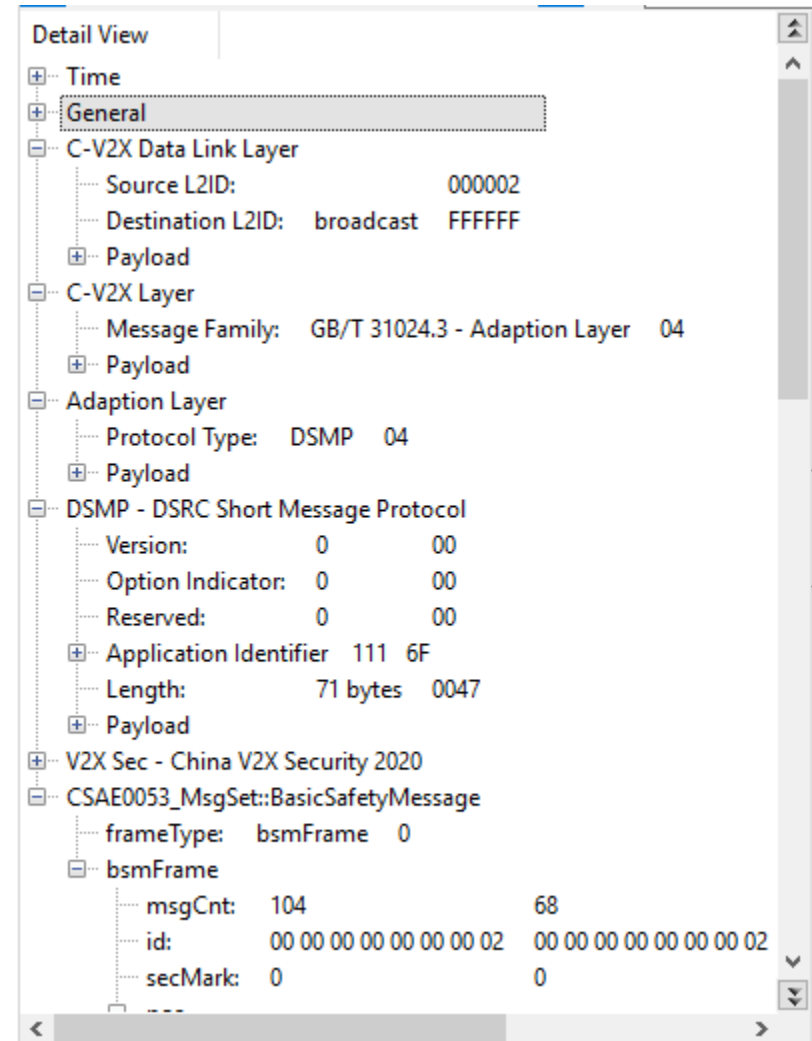 Detail View
Time
General
C-V2X Data Link Layer
Source L2ID: 000002
Destination L2ID: broadcast FFFFFF
Payload
C-V2X Layer
Message Family: GB/T 31024.3 - Adaption Layer 04
Payload
Adaption Layer
Protocol Type: DSMP 04
Payload
DSMP - DSRC Short Message Protocol
Version: 0 00
Option Indicator: 0 00
Reserved: 0 00
Application Identifier 111 6F
Length: 71 bytes 0047
Payload
V2X Sec - China V2X Security 2020
CSAE0053_MsgSet::BasicSafetyMessage
frameType: bsmFrame 0
bsmFrame
msgCnt: 104 68
id: 00 00 00 00 00 00 00 02 00 00 00 00 00 00 00 02
secMark: 0 0